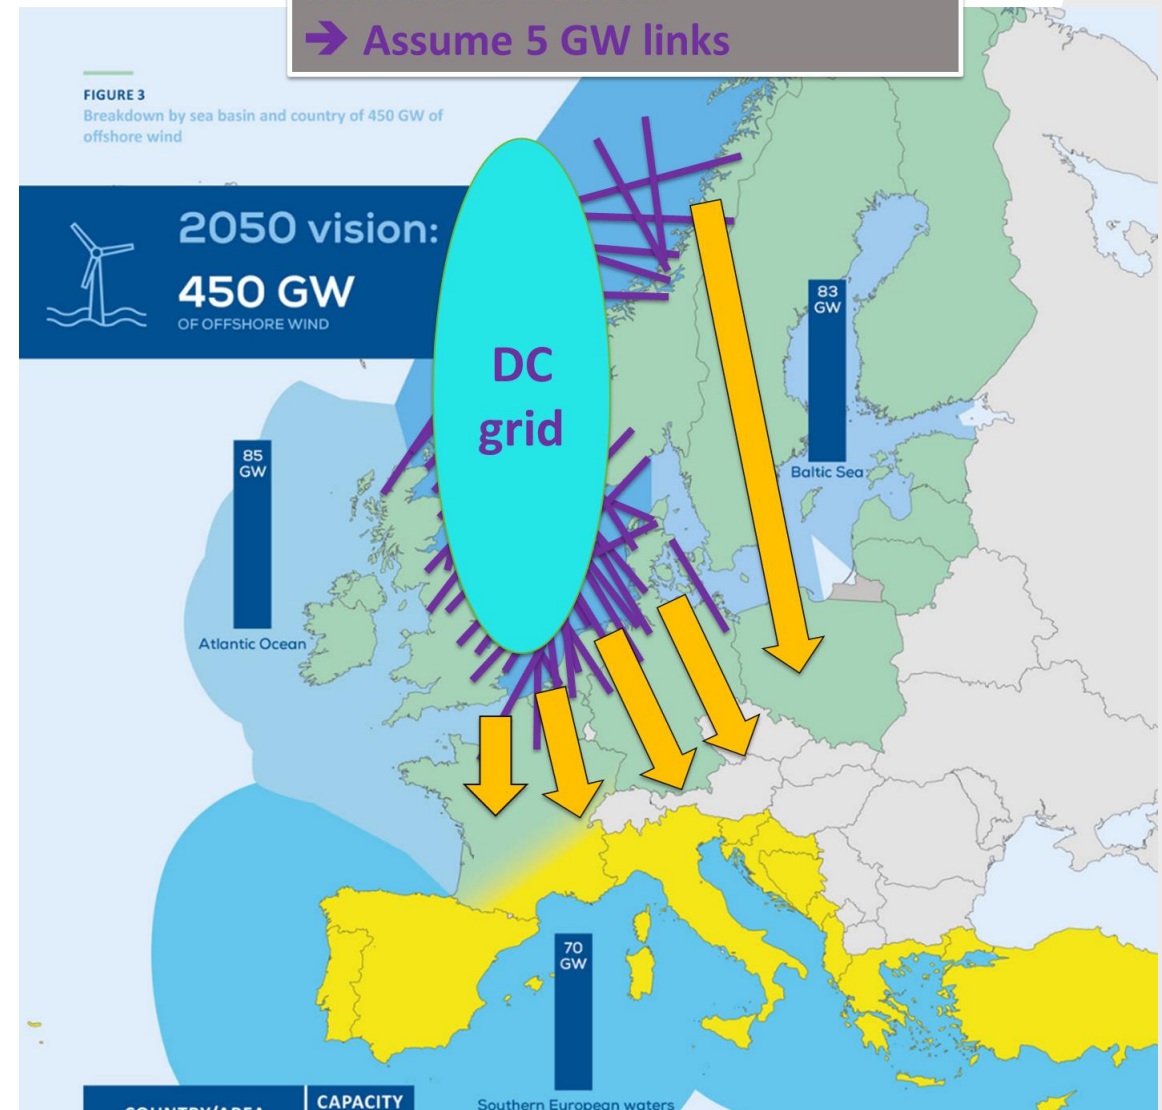 ➔ Assume 5 GW links
FIGURE 3
Breakdown by sea basin and country of 450 GW of
offshore wind
2050 vision:
450 GW
OF OFFSHORE WIND
83
GW
DC
grid
85
GW
Baltic Sea
Atlantic Ocean
70
GW
CAPACITY
COUNTRY/AREA
Southern European waters